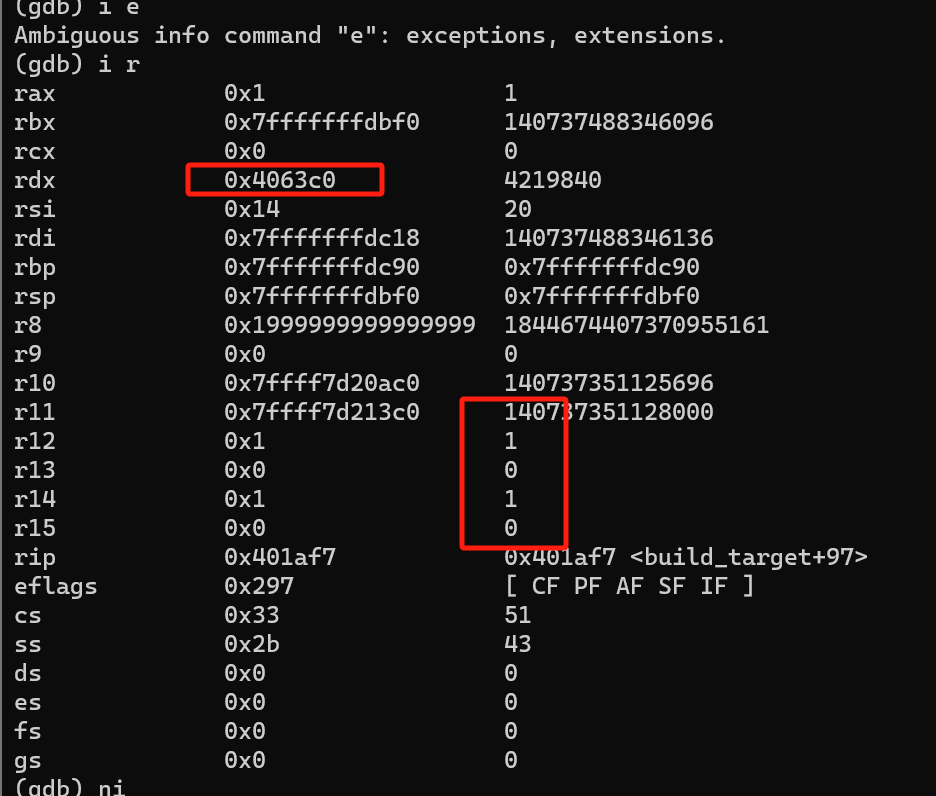 (gdb) i e
Ambiguous info command "e": exceptions, extensions.
(gdb) i r
rax 0x1 1
rbx 0x7fffffffdbf0 140737488346096
rcx 0x0 0
rdx 0x4063c0 4219840
rsi 0x14 20
rdi 0x7fffffffdc18 140737488346136
rbp 0x7fffffffdc90 0x7fffffffdc90
rsp 0x7fffffffdbf0 0x7fffffffdbf0
r8 0x1999999999999999 1844674407370955161
r9 0x0 0
r10 0x7ffff7d20ac0 140737351125696
r11 0x7ffff7d213c0 140737351128000
r12 0x1 1
r13 0x0 0
r14 0x1 1
r15 0x0 0
rip 0x401af7 0x401af7 <build_target+97>
eflags 0x297 [ CF PF AF SF IF ]
cs 0x33 51
ss 0x2b 43
ds 0x0 0
es 0x0 0
fs 0x0 0
gs 0x0 0
(gdb) ni